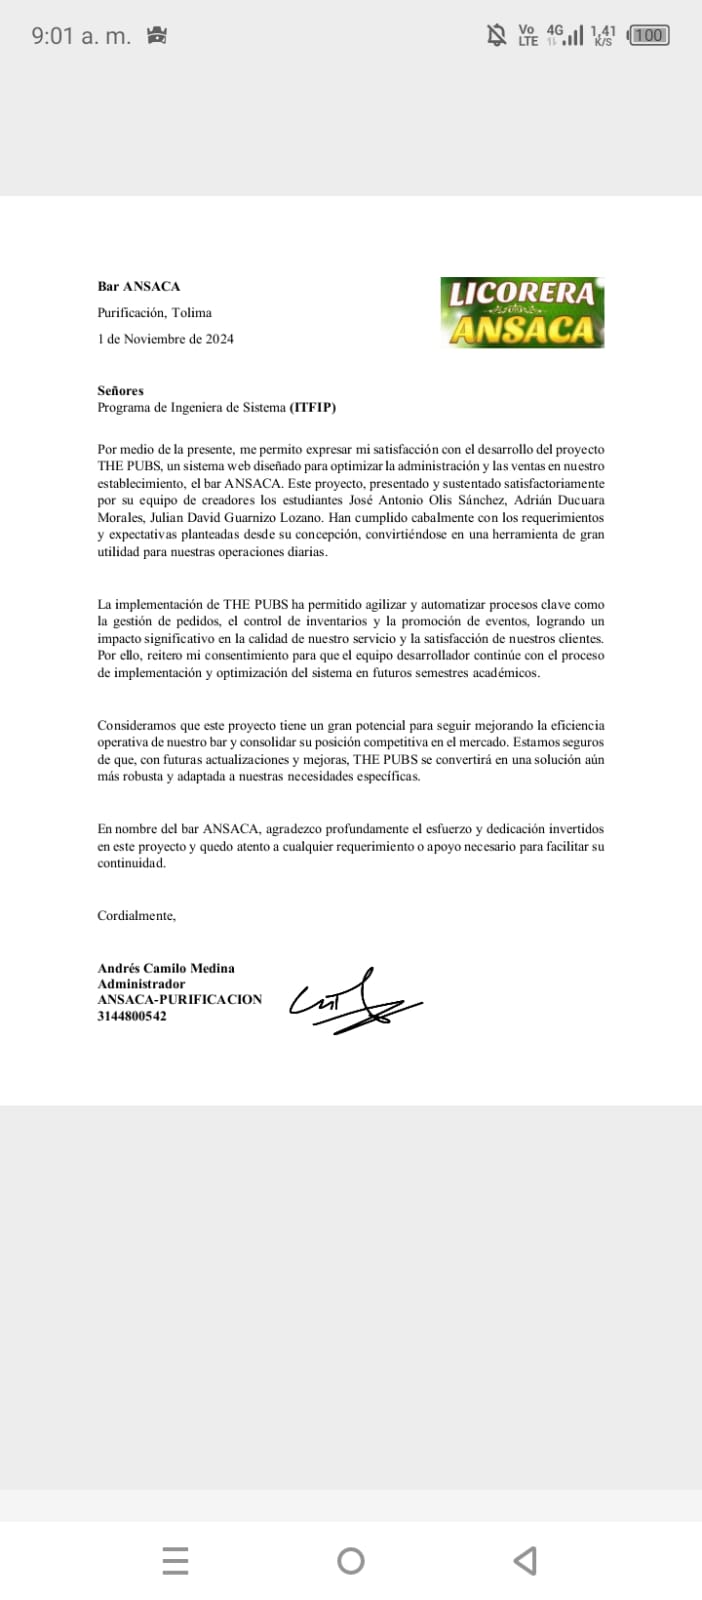 9:01 a. m.
Vo LTE 4G 1,41 K/S 100
Bar ANSACA
LICORERA
ANSACA
Purificación, Tolima
1 de Noviembre de 2024
Señores
Programa de Ingeniera de Sistema (ITFIP)
Por medio de la presente, me permito expresar mi satisfacción con el desarrollo del proyecto
THE PUBS, un sistema web diseñado para optimizar la administración y las ventas en nuestro
establecimiento, el bar ANSACA. Este proyecto, presentado y sustentado satisfactoriamente
por su equipo de creadores los estudiantes José Antonio Olis Sánchez, Adrián Ducuara
Morales, Julian David Guarnizo Lozano. Han cumplido cabalmente con los requerimientos
y expectativas planteadas desde su concepción, convirtiéndose en una herramienta de gran
utilidad para nuestras operaciones diarias.
La implementación de THE PUBS ha permitido agilizar y automatizar procesos clave como
la gestión de pedidos, el control de inventarios y la promoción de eventos, logrando un
impacto significativo en la calidad de nuestro servicio y la satisfacción de nuestros clientes.
Por ello, reitero mi consentimiento para que el equipo desarrollador continúe con el proceso
de implementación y optimización del sistema en futuros semestres académicos.
Consideramos que este proyecto tiene un gran potencial para seguir mejorando la eficiencia
operativa de nuestro bar y consolidar su posición competitiva en el mercado. Estamos seguros
de que, con futuras actualizaciones y mejoras, THE PUBS se convertirá en una solución aún
más robusta y adaptada a nuestras necesidades específicas.
En nombre del bar ANSACA, agradezco profundamente el esfuerzo y dedicación invertidos
en este proyecto y quedo atento a cualquier requerimiento o apoyo necesario para facilitar su
continuidad.
Cordialmente,
Andrés Camilo Medina
Administrador
ANSACA-PURIFICACION
3144800542